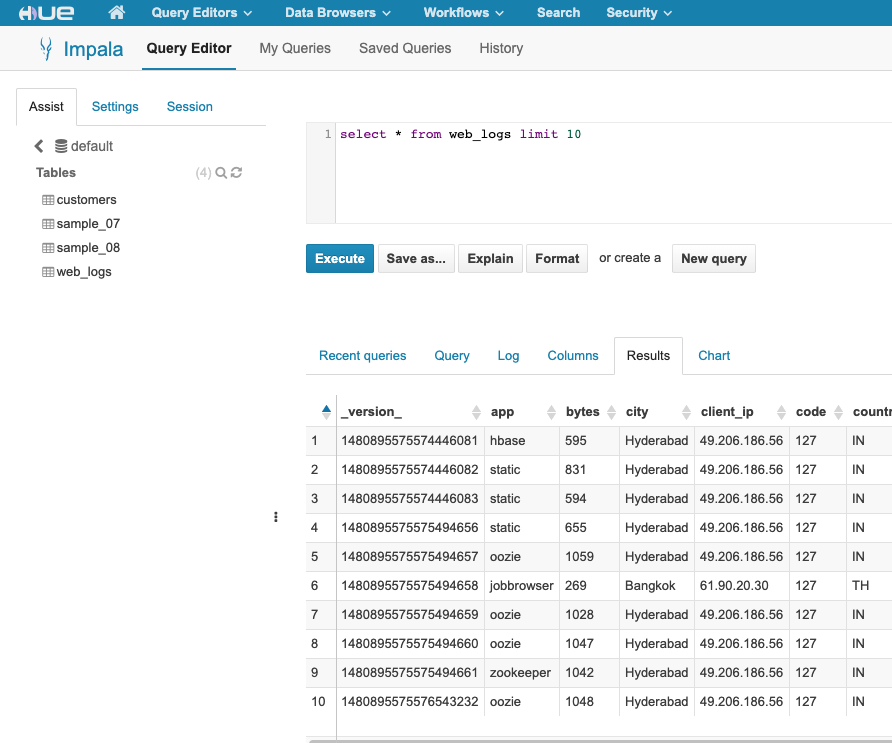 HUE Query Editors Data Browsers Workflows Search Security
Impala Query Editor My Queries Saved Queries History
Assist Settings Session
default
Tables (4)
customers
sample_07
sample_08
web_logs
1 select * from web_logs limit 10
Execute Save as... Explain Format or create a New query
Recent queries Query Log Columns Results Chart
_version_ app bytes city client_ip code countr
1 1480895575574446081 hbase 595 Hyderabad 49.206.186.56 127 IN
2 1480895575574446082 static 831 Hyderabad 49.206.186.56 127 IN
3 1480895575574446083 static 594 Hyderabad 49.206.186.56 127 IN
4 1480895575575494656 static 655 Hyderabad 49.206.186.56 127 IN
5 1480895575575494657 oozie 1059 Hyderabad 49.206.186.56 127 IN
6 1480895575575494658 jobbrowser 269 Bangkok 61.90.20.30 127 TH
7 1480895575575494659 oozie 1028 Hyderabad 49.206.186.56 127 IN
8 1480895575575494660 oozie 1047 Hyderabad 49.206.186.56 127 IN
9 1480895575575494661 zookeeper 1042 Hyderabad 49.206.186.56 127 IN
10 1480895575576543232 oozie 1048 Hyderabad 49.206.186.56 127 IN